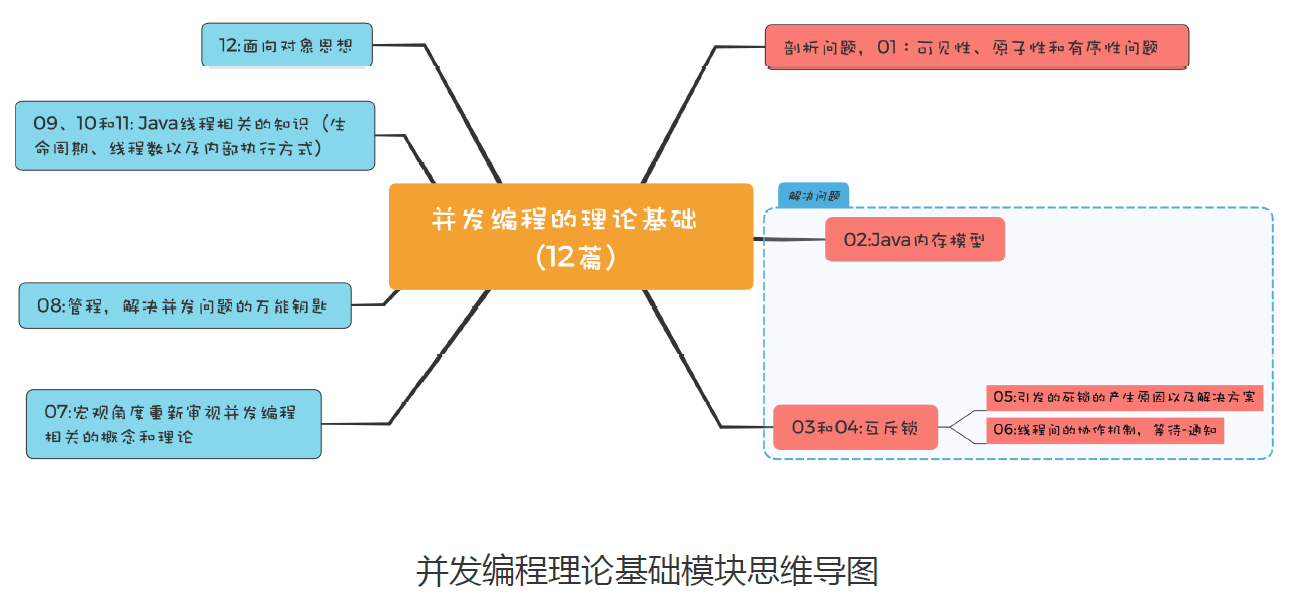 12:面向对象思想
剖析问题，01：可见性、原子性和有序性问题
09、10和11: Java线程相关的知识（生
命周期、线程数以及内部执行方式）
并发编程的理论基础
(12篇)
解决问题
02:Java内存模型
08:管程，解决并发问题的万能钥匙
07:宏观角度重新审视并发编程
相关的概念和理论
03和04:互斥锁
05:引发的死锁的产生原因以及解决方案
06:线程间的协作机制，等待-通知
并发编程理论基础模块思维导图